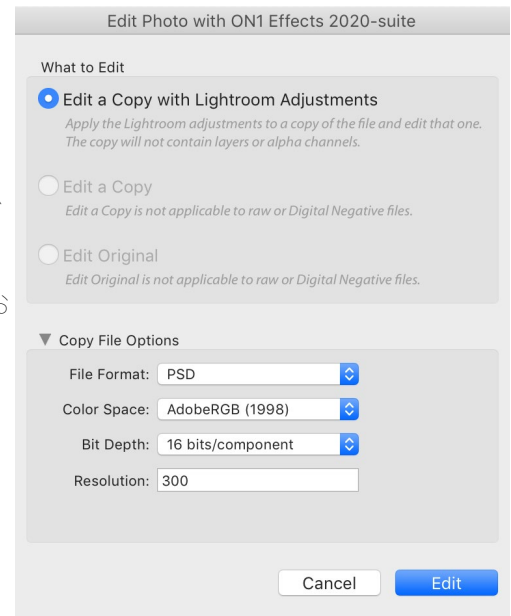 Edit Photo with ON1 Effects 2020-suite
What to Edit
Edit a Copy with Lightroom Adjustments
Apply the Lightroom adjustments to a copy of the file and edit that one.
The copy will not contain layers or alpha channels.
Edit a Copy
Edit a Copy is not applicable to raw or Digital Negative files.
Edit Original
Edit Original is not applicable to raw or Digital Negative files.
Copy File Options
File Format: PSD
Color Space: AdobeRGB (1998)
Bit Depth: 16 bits/component
Resolution: 300
Cancel Edit